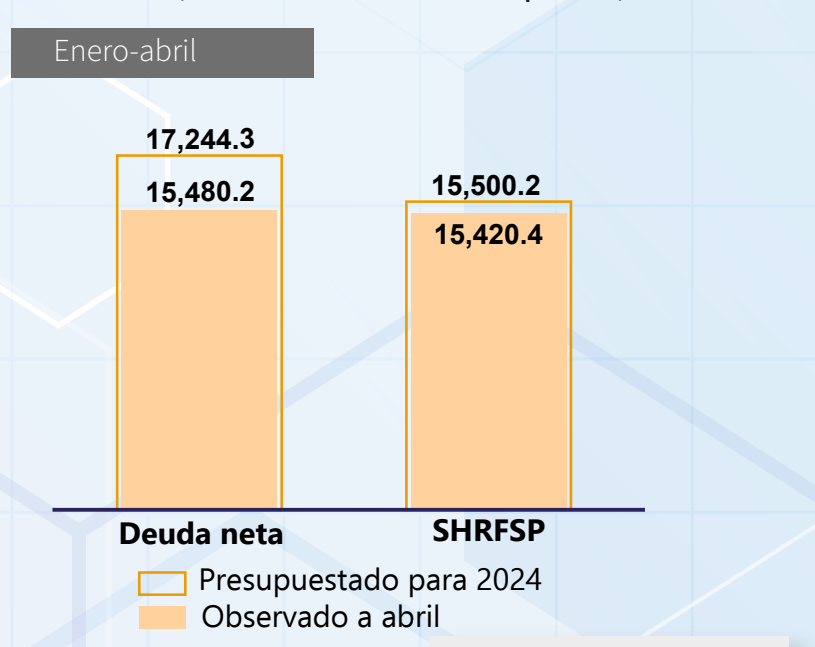 Enero-abril
17,244.3
15,480.2
15,500.2
15,420.4
Deuda neta
SHRFSP
Presupuestado para 2024
Observado a abril